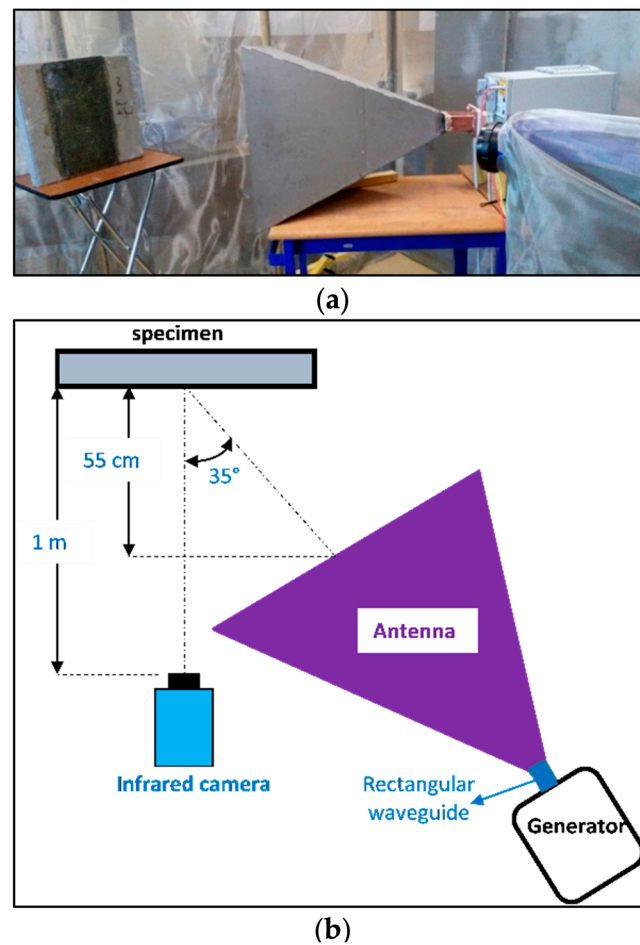 (a)
specimen
55 cm
35°
1 m
Antenna
Infrared camera
Rectangular
waveguide
Generator
(b)